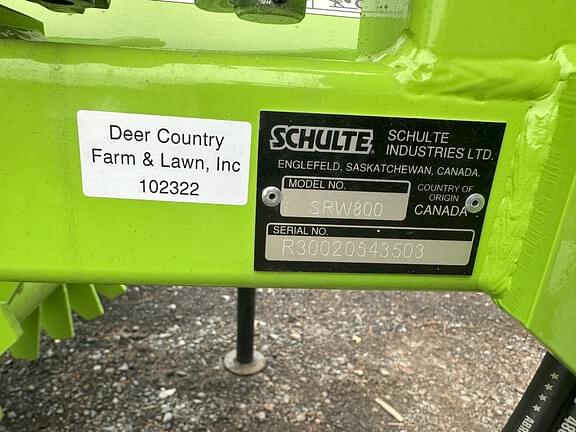 Deer Country
Farm & Lawn, Inc
102322
SCHULTE
SCHULTE
INDUSTRIES LTD.
ENGLEFELD, SASKATCHEWAN, CANADA.
MODEL NO.
SRW800
COUNTRY OF
ORIGIN
CANADA
SERIAL NO.
R30020543503